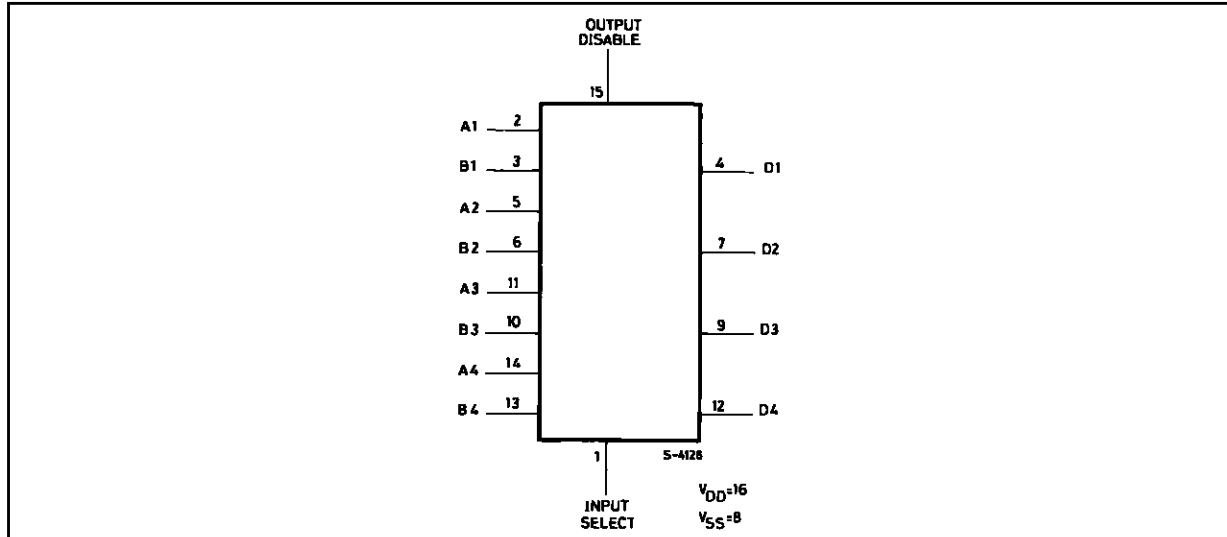 OUTPUT
DISABLE
15
A1 2
B1 3
4 D1
A2 5
B2 6
7 D2
A3 11
B3 10
9 D3
A4 14
B4 13
12 D4
1
S-4128
INPUT
SELECT
VDD=16
VSS=8